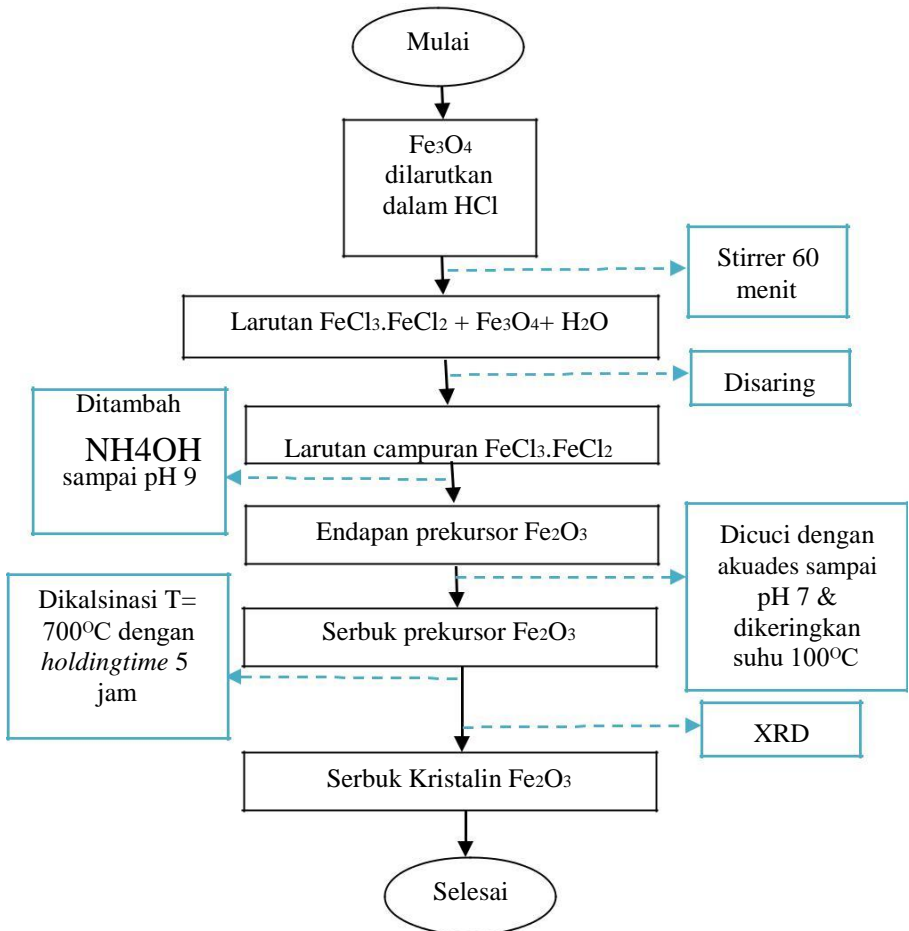 Mulai
Fe3O4
dilarutkan
dalam HCl
Stirrer 60
menit
Larutan FeCl3.FeCl2 + Fe3O4+ H2O
Disaring
Ditambah
NH4OH
sampai pH 9
Larutan campuran FeCl3.FeCl2
Endapan prekursor Fe2O3
Dicuci dengan
akuades sampai
pH 7 &
dikeringkan
suhu 100OC
Dikalsinasi T=
700OC dengan
holdingtime 5
jam
Serbuk prekursor Fe2O3
XRD
Serbuk Kristalin Fe2O3
Selesai